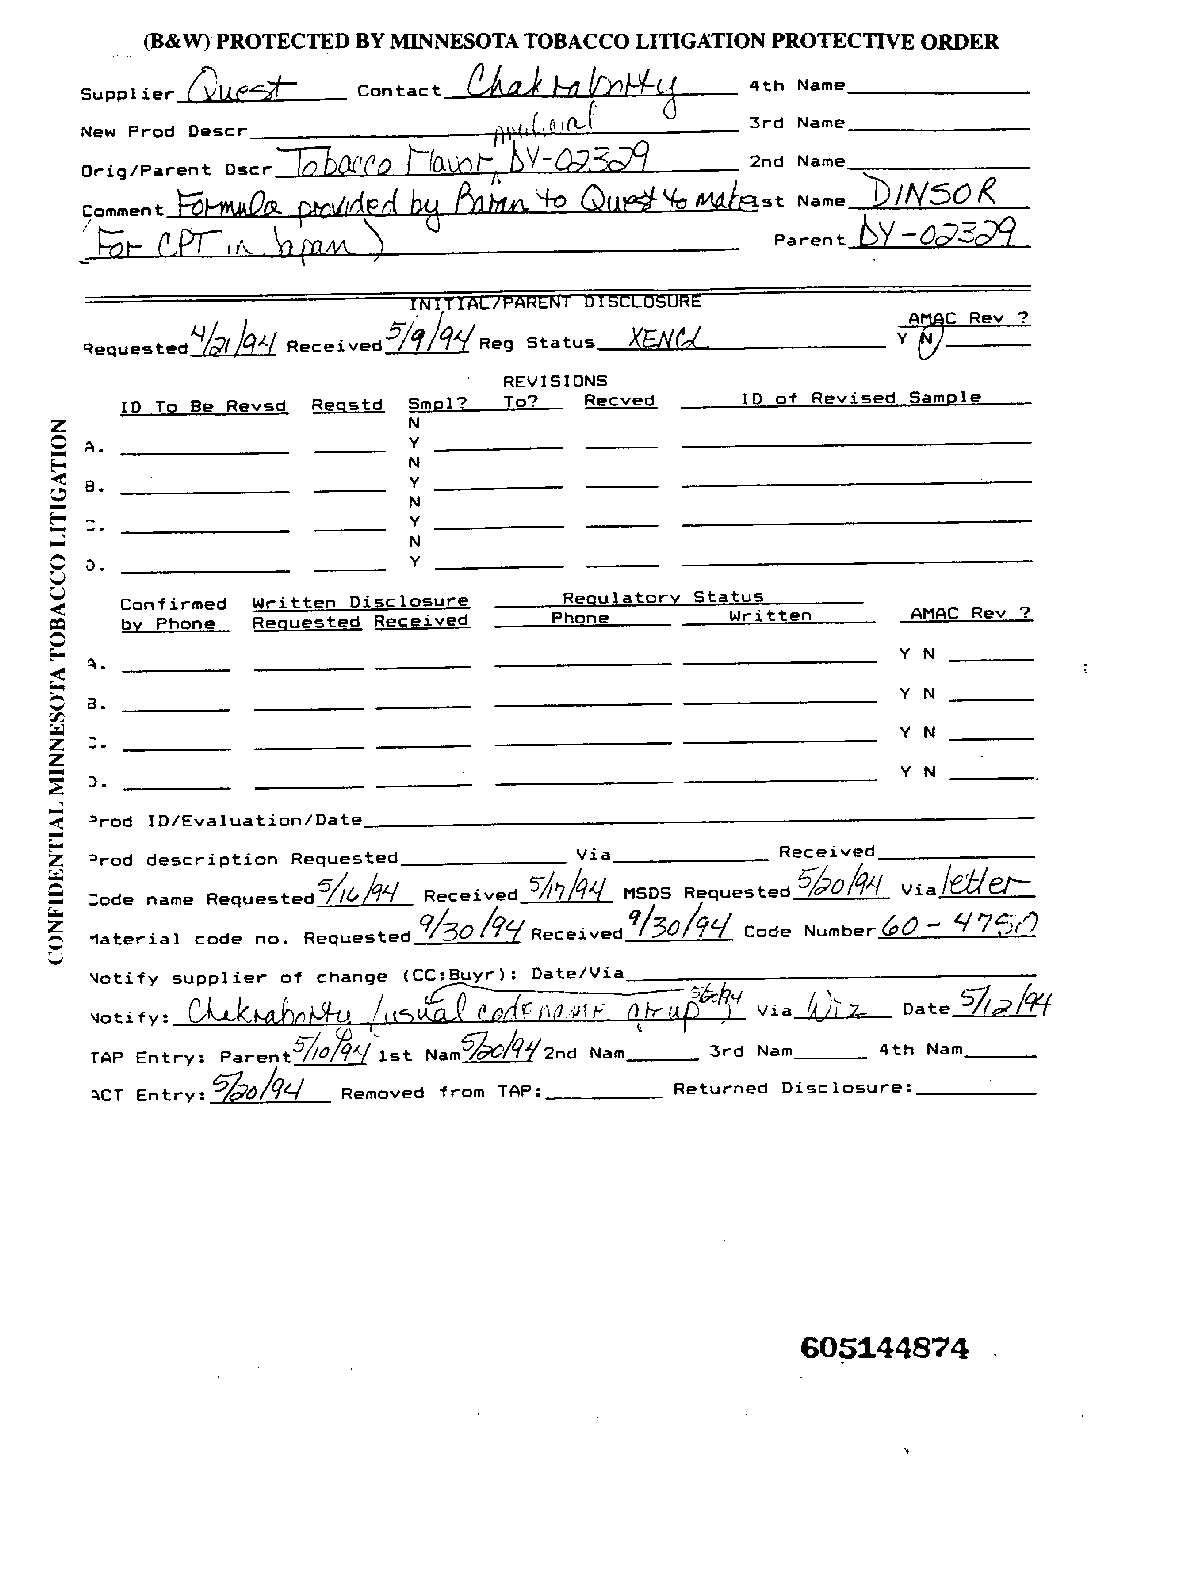 (B&W) PROTECTED BY MINNESOTA TOBACCO LITIGATION PROTECTIVE ORDER
Supplier Quest Contact Chakraborty 4th Name
New Prod Descr 3rd Name
Artificial
Orig/Parent Dscr Tobacco Flavor, DY-02329 2nd Name
Comment Formula provided by to Quest to make 1st Name DINSOR
For CPT in Japan) Parent DY-02329
INITIAL/PARENT DISCLOSURE
AMAC Rev ?
Requested 4/21/94 Received 5/9/94 Reg Status XENCL Y N
REVISIONS
ID To Be Revsd Reqstd Smpl? To? Recved ID of Revised Sample
N
A. Y
N
B. Y
N
C. Y
N
D. Y
Confirmed Written Disclosure Regulatory Status
by Phone Requested Received Phone Written AMAC Rev ?
A. Y N
B. Y N
C. Y N
D. Y N
Prod ID/Evaluation/Date
Prod description Requested Via Received
Code name Requested 5/16/94 Received 5/17/94 MSDS Requested 5/20/94 Via letter
Material code no. Requested 9/30/94 Received 9/30/94 Code Number 60-4750
Notify supplier of change (CC:Buyr): Date/Via
Notify: Chakraborty /usual code name group Via Wiz Date 5/12/94
TAP Entry: Parent 5/10/94 1st Nam 5/20/94 2nd Nam 3rd Nam 4th Nam
ACT Entry: 5/20/94 Removed from TAP: Returned Disclosure:
605144874
CONFIDENTIAL MINNESOTA TOBACCO LITIGATION